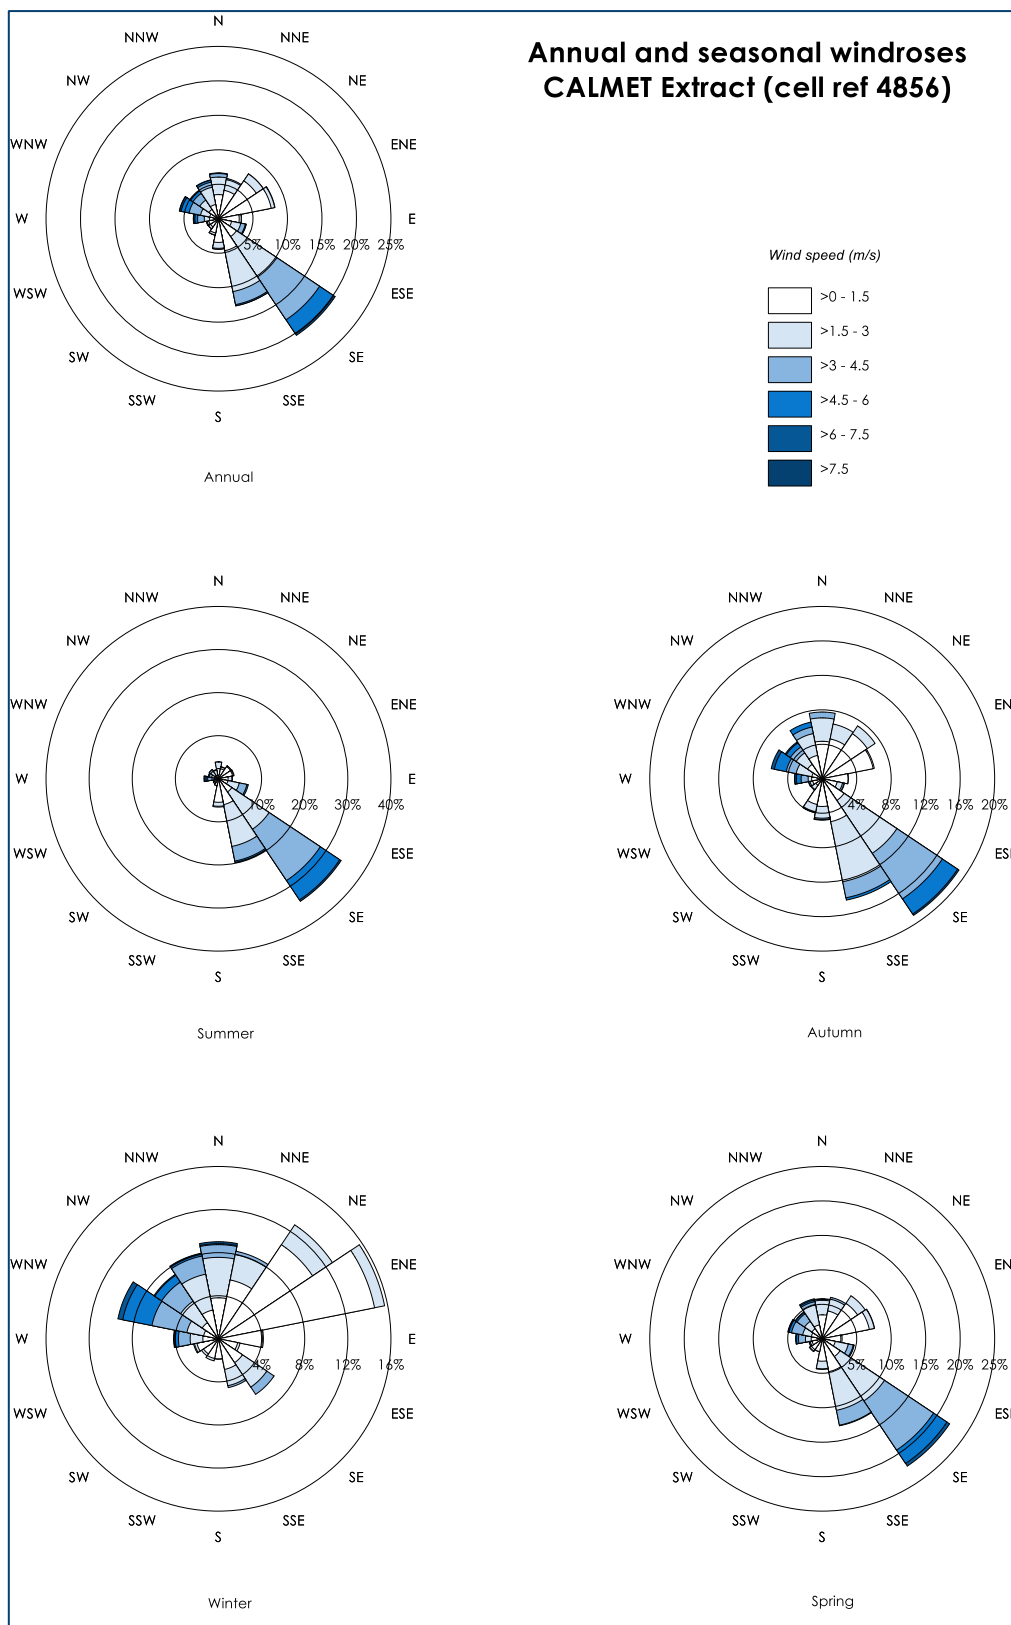 Annual and seasonal windroses
CALMET Extract (cell ref 4856)
N
NNW NNE
NW NE
WNW ENE
W E
5% 10% 15% 20% 25%
WSW ESE
SW SE
SSW SSE
S
Annual
Wind speed (m/s)
>0 - 1.5
>1.5 - 3
>3 - 4.5
>4.5 - 6
>6 - 7.5
>7.5
N
NNW NNE
NW NE
WNW ENE
W E
10% 20% 30% 40%
WSW ESE
SW SE
SSW SSE
S
Summer
N
NNW NNE
NW NE
WNW EN
W
4% 8% 12% 16% 20%
WSW ES
SW SE
SSW SSE
S
Autumn
N
NNW NNE
NW NE
WNW ENE
W E
4% 8% 12% 16%
WSW ESE
SW SE
SSW SSE
S
Winter
N
NNW NNE
NW NE
WNW EN
W
5% 10% 15% 20% 25%
WSW ES
SW SE
SSW SSE
S
Spring